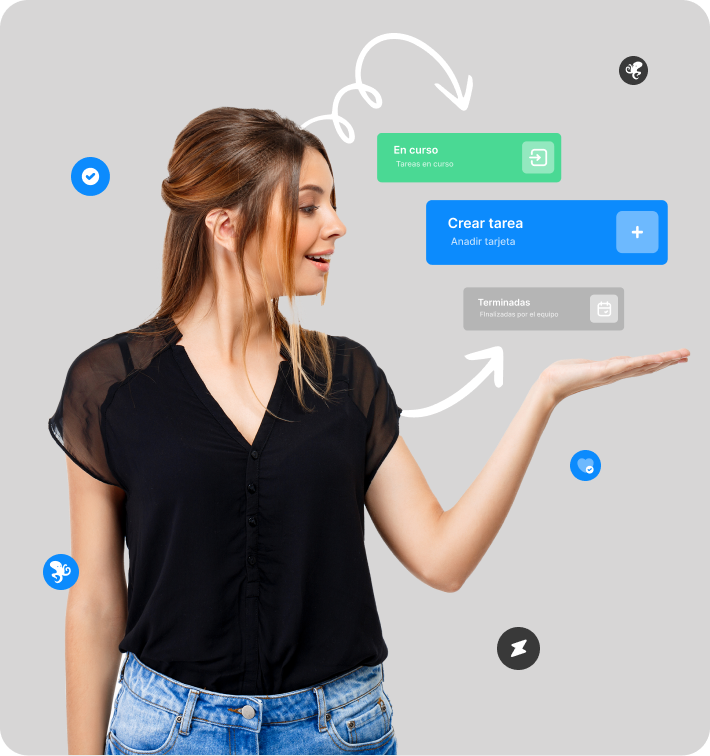 En curso
Tareas en curso
Crear tarea
Anadir tarjeta
Terminadas
Finalizadas por el equipo